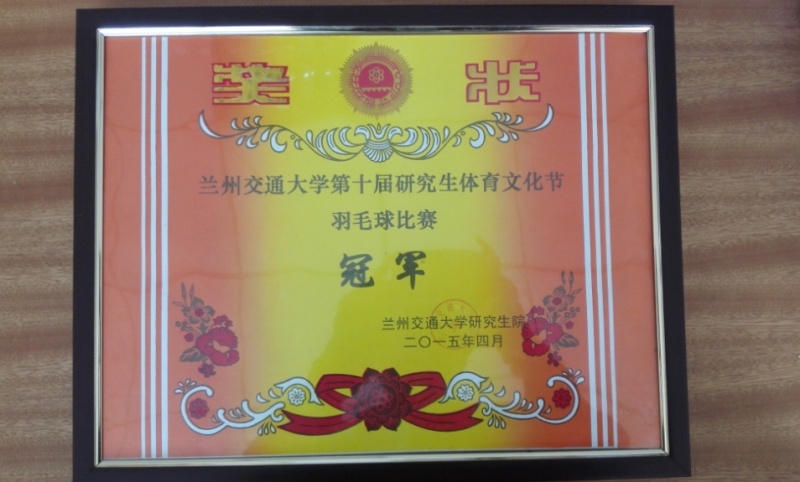 奖状
兰州交通大学第十届研究生体育文化节
羽毛球比赛
冠军
兰州交通大学研究生院
二〇一五年四月